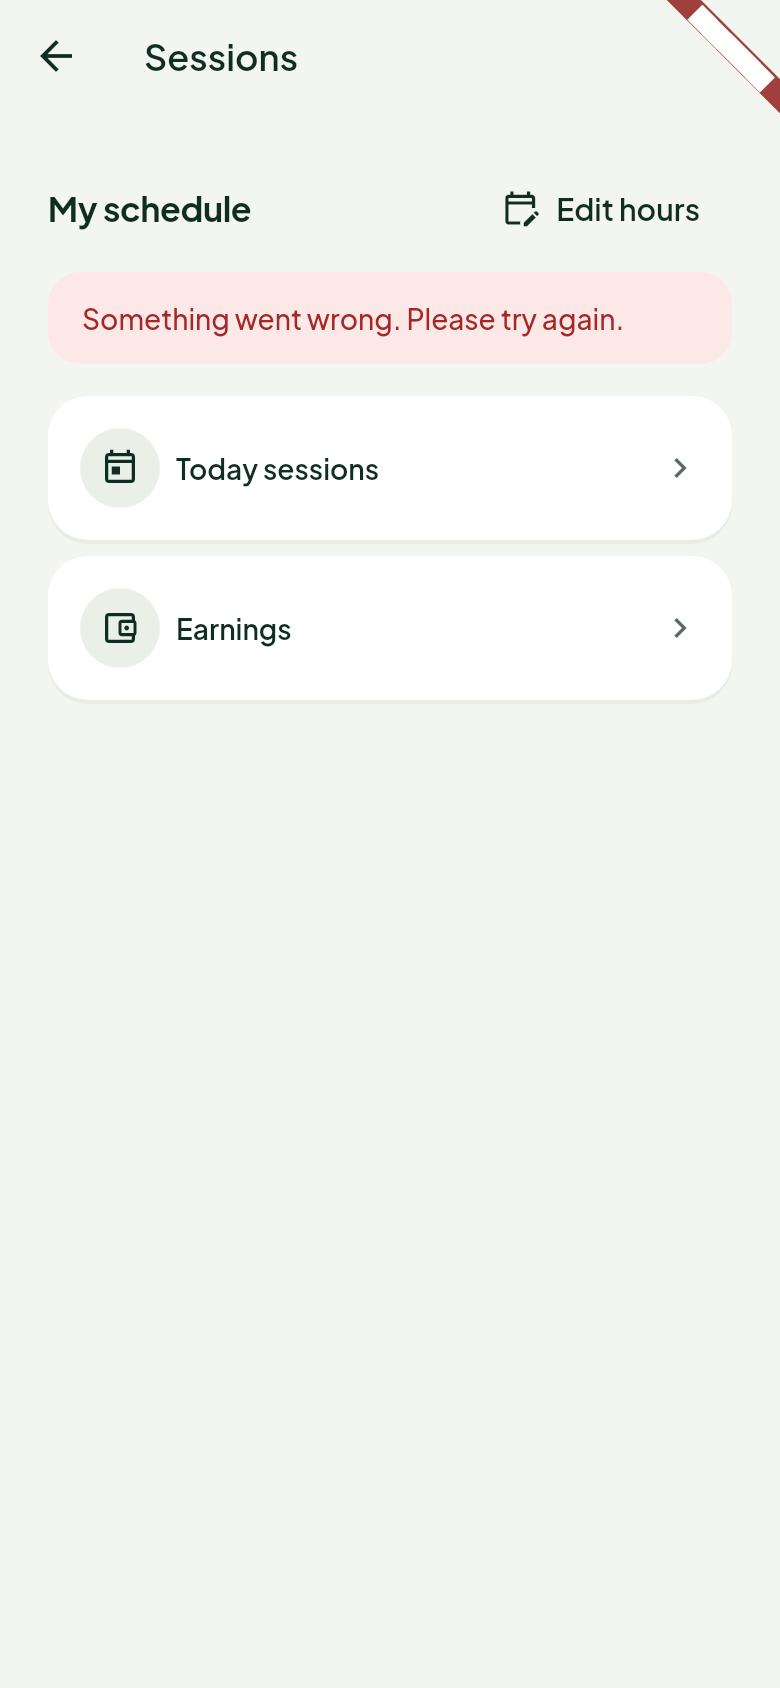 Sessions
My schedule
Edit hours
Something went wrong. Please try again.
Today sessions
Earnings